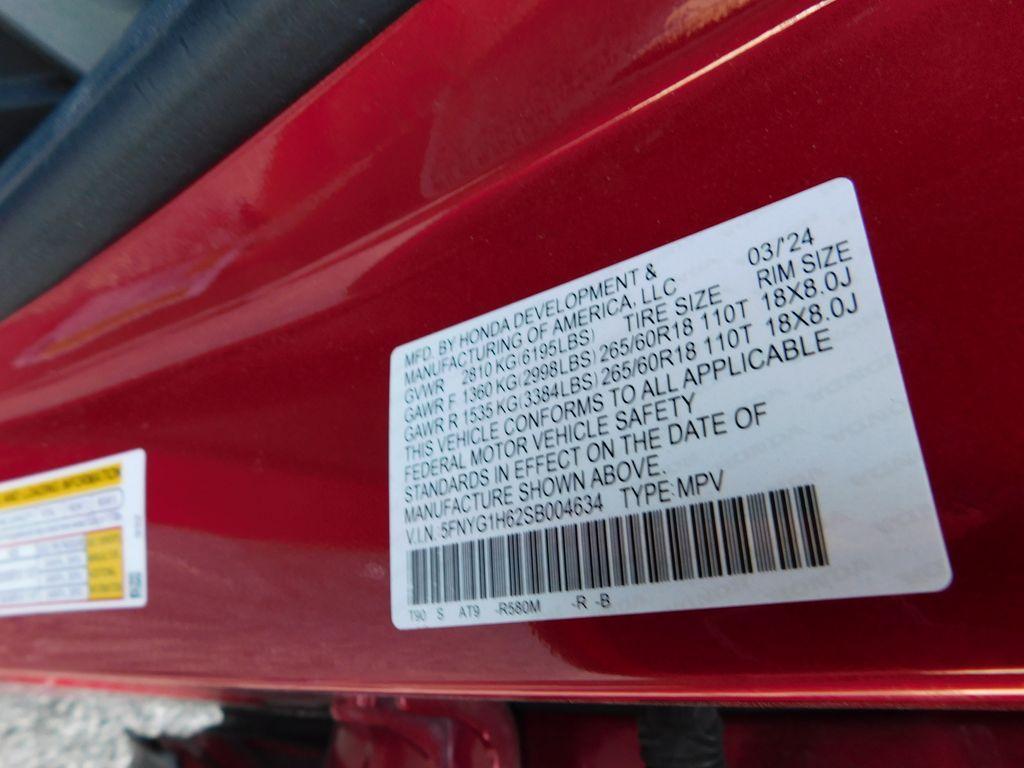 MFD. BY HONDA DEVELOPMENT &
MANUFACTURING OF AMERICA, LLC 03/'24
GVWR 2810 KG(6195LBS) TIRE SIZE RIM SIZE
GAWR F 1360 KG(2998LBS) 265/60R18 110T 18X8.0J
GAWR R 1535 KG(3384LBS) 265/60R18 110T 18X8.0J
THIS VEHICLE CONFORMS TO ALL APPLICABLE
FEDERAL MOTOR VEHICLE SAFETY
STANDARDS IN EFFECT ON THE DATE OF
MANUFACTURE SHOWN ABOVE.
V.I.N. 5FNYG1H62SB004634 TYPE:MPV
T90 S AT9 -R580M -R -B
AND LOADING INFORMATION